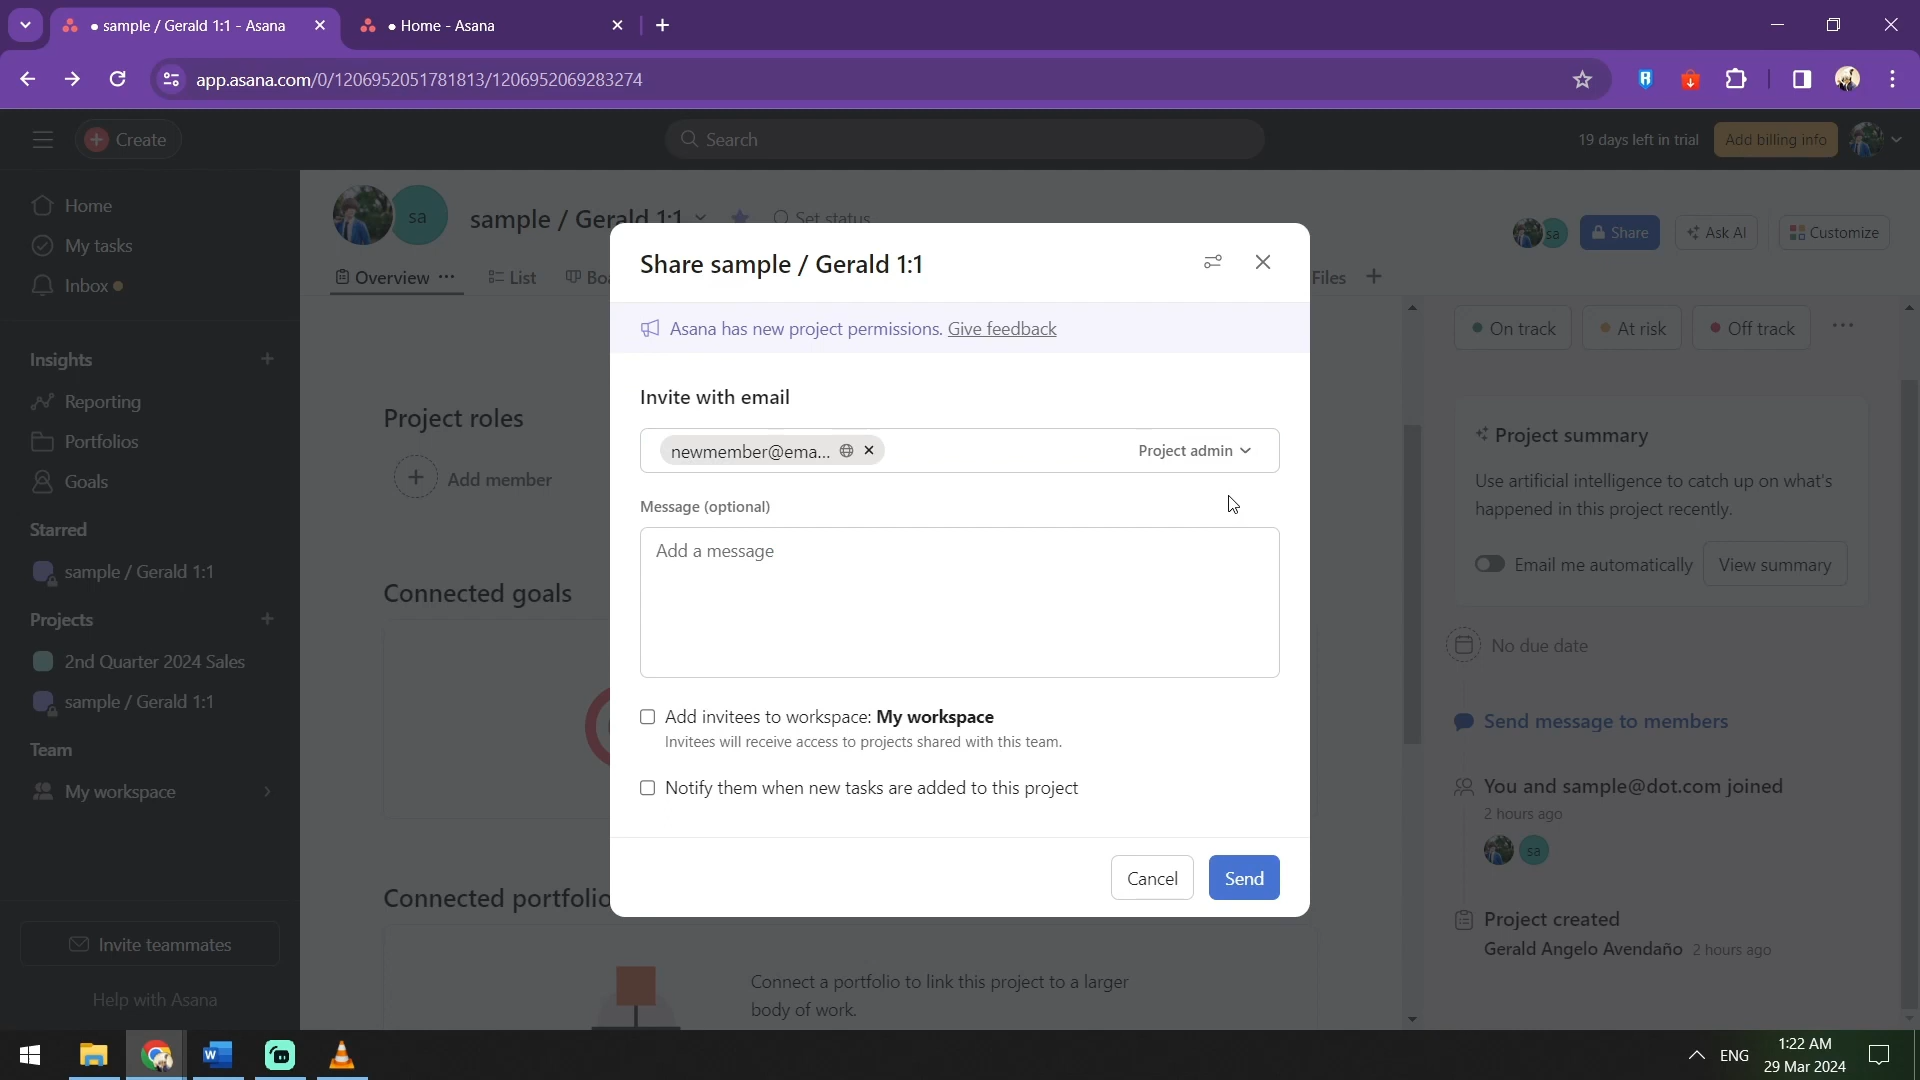 sample / Gerald 1:1 - Asana
Home - Asana
app.asana.com/0/1206952051781813/1206952069283274
Create
Search
19 days left in trial
Add billing info
Home
My tasks
Inbox
Insights
Reporting
Portfolios
Goals
Starred
sample / Gerald 1:1
Projects
2nd Quarter 2024 Sales
sample / Gerald 1:1
Team
My workspace
Invite teammates
Help with Asana
sa
sample / Gerald 1:1
Set status
sa
Share
Ask AI
Customize
Overview
List
Files
Project roles
Add member
Connected goals
Connected portfolio
Connect a portfolio to link this project to a larger
body of work.
Share sample / Gerald 1:1
Asana has new project permissions. Give feedback
Invite with email
newmember@ema...
Project admin
Message (optional)
Add a message
Add invitees to workspace: My workspace
Invitees will receive access to projects shared with this team.
Notify them when new tasks are added to this project
Cancel
Send
On track
At risk
Off track
Project summary
Use artificial intelligence to catch up on what's
happened in this project recently.
Email me automatically
View summary
No due date
Send message to members
You and sample@dot.com joined
2 hours ago
sa
Project created
Gerald Angelo Avendaño 2 hours ago
ENG
1:22 AM
29 Mar 2024